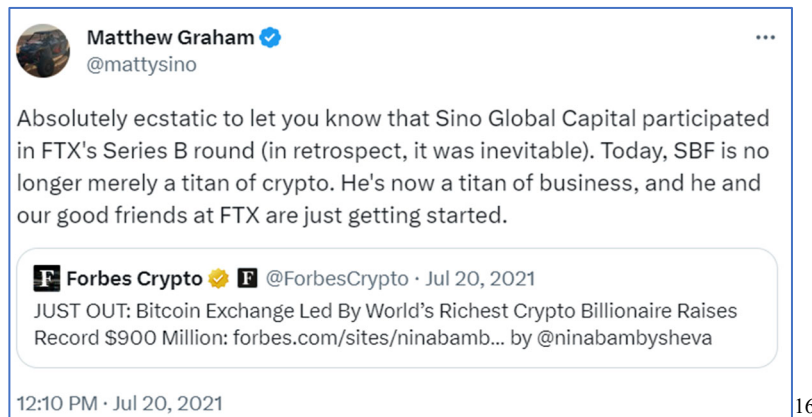 Matthew Graham
@mattysino
Absolutely ecstatic to let you know that Sino Global Capital participated
in FTX's Series B round (in retrospect, it was inevitable). Today, SBF is no
longer merely a titan of crypto. He's now a titan of business, and he and
our good friends at FTX are just getting started.
F Forbes Crypto F @ForbesCrypto · Jul 20, 2021
JUST OUT: Bitcoin Exchange Led By World’s Richest Crypto Billionaire Raises
Record $900 Million: forbes.com/sites/ninabamb... by @ninabambysheva
12:10 PM · Jul 20, 2021
16